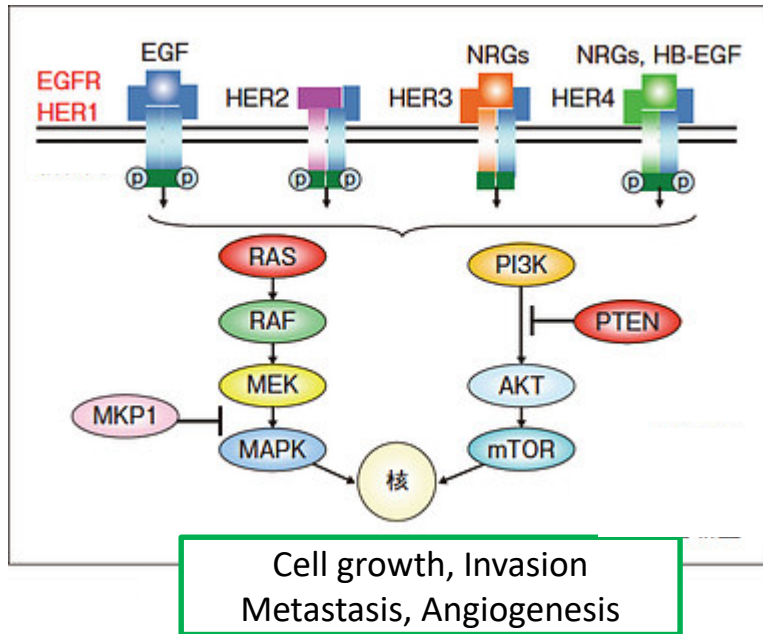 EGF
NRGs
NRGs, HB-EGF
EGFR
HER1
HER2
HER3
HER4
p p
p p
p p
RAS
PI3K
RAF
PTEN
MEK
AKT
MKP1
MAPK
核
mTOR
Cell growth, Invasion
Metastasis, Angiogenesis